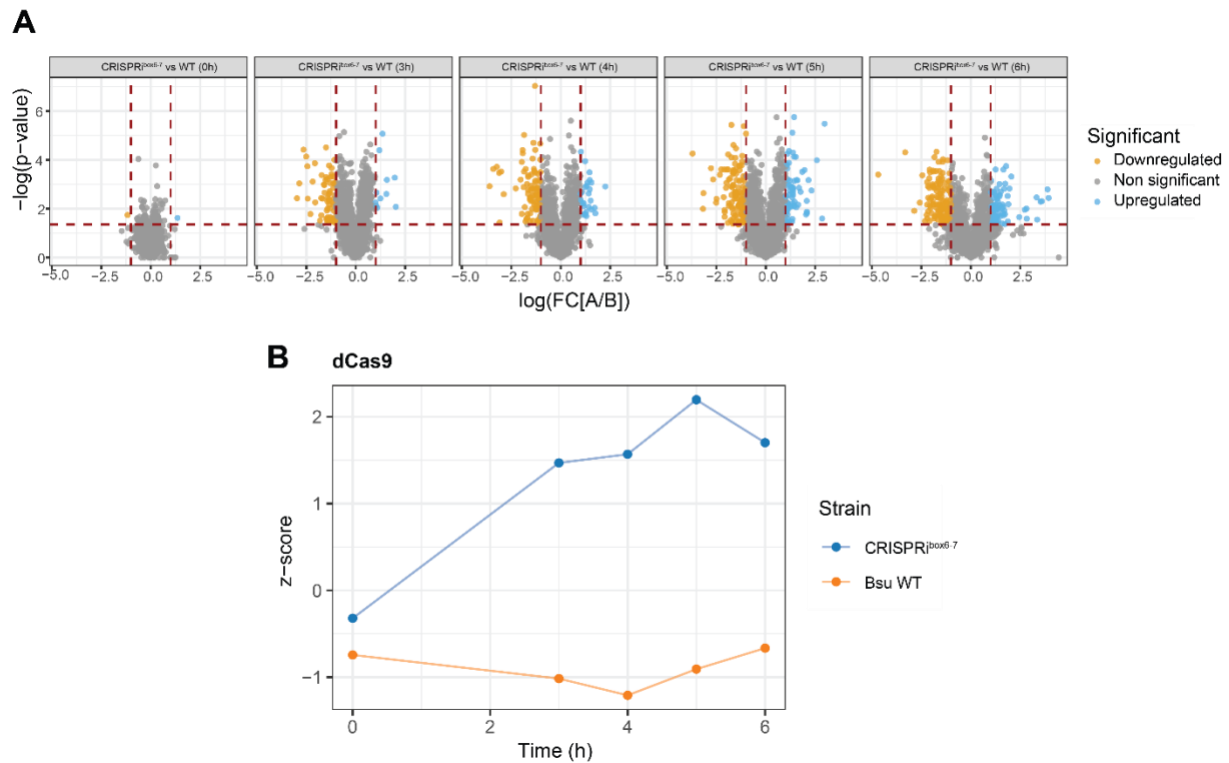 A
CRISPRi^box6-7 vs WT (0h) CRISPRi^box6-7 vs WT (3h) CRISPRi^box6-7 vs WT (4h) CRISPRi^box6-7 vs WT (5h) CRISPRi^box6-7 vs WT (6h)
6
4
2
0
−log(p−value)
−5.0 −2.5 0.0 2.5 −5.0 −2.5 0.0 2.5 −5.0 −2.5 0.0 2.5 −5.0 −2.5 0.0 2.5 −5.0 −2.5 0.0 2.5
log(FC[A/B])
Significant
Downregulated
Non significant
Upregulated
B dCas9
2
1
0
−1
z−score
0 2 4 6
Time (h)
Strain
CRISPRi^box6-7
Bsu WT